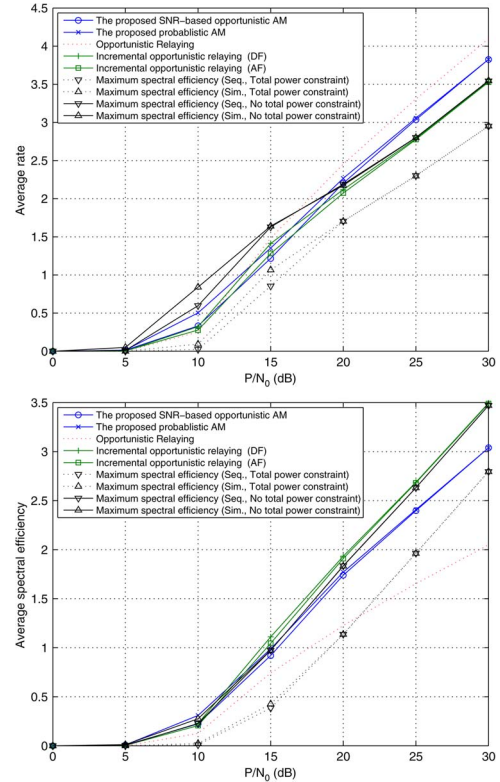 4.5
4
3.5
3
2.5
2
1.5
1
0.5
0
Average rate
The proposed SNR−based opportunistic AM
The proposed probablistic AM
Opportunistic Relaying
Incremental opportunistic relaying (DF)
Incremental opportunistic relaying (AF)
Maximum spectral efficiency (Seq., Total power constraint)
Maximum spectral efficiency (Sim., Total power constraint)
Maximum spectral efficiency (Seq., No total power constraint)
Maximum spectral efficiency (Sim., No total power constraint)
0 5 10 15 20 25 30
P/N0 (dB)
3.5
3
2.5
2
1.5
1
0.5
0
Average spectral efficiency
The proposed SNR−based opportunistic AM
The proposed probablistic AM
Opportunistic Relaying
Incremental opportunistic relaying (DF)
Incremental opportunistic relaying (AF)
Maximum spectral efficiency (Seq., Total power constraint)
Maximum spectral efficiency (Sim., Total power constraint)
Maximum spectral efficiency (Seq., No total power constraint)
Maximum spectral efficiency (Sim., No total power constraint)
0 5 10 15 20 25 30
P/N0 (dB)